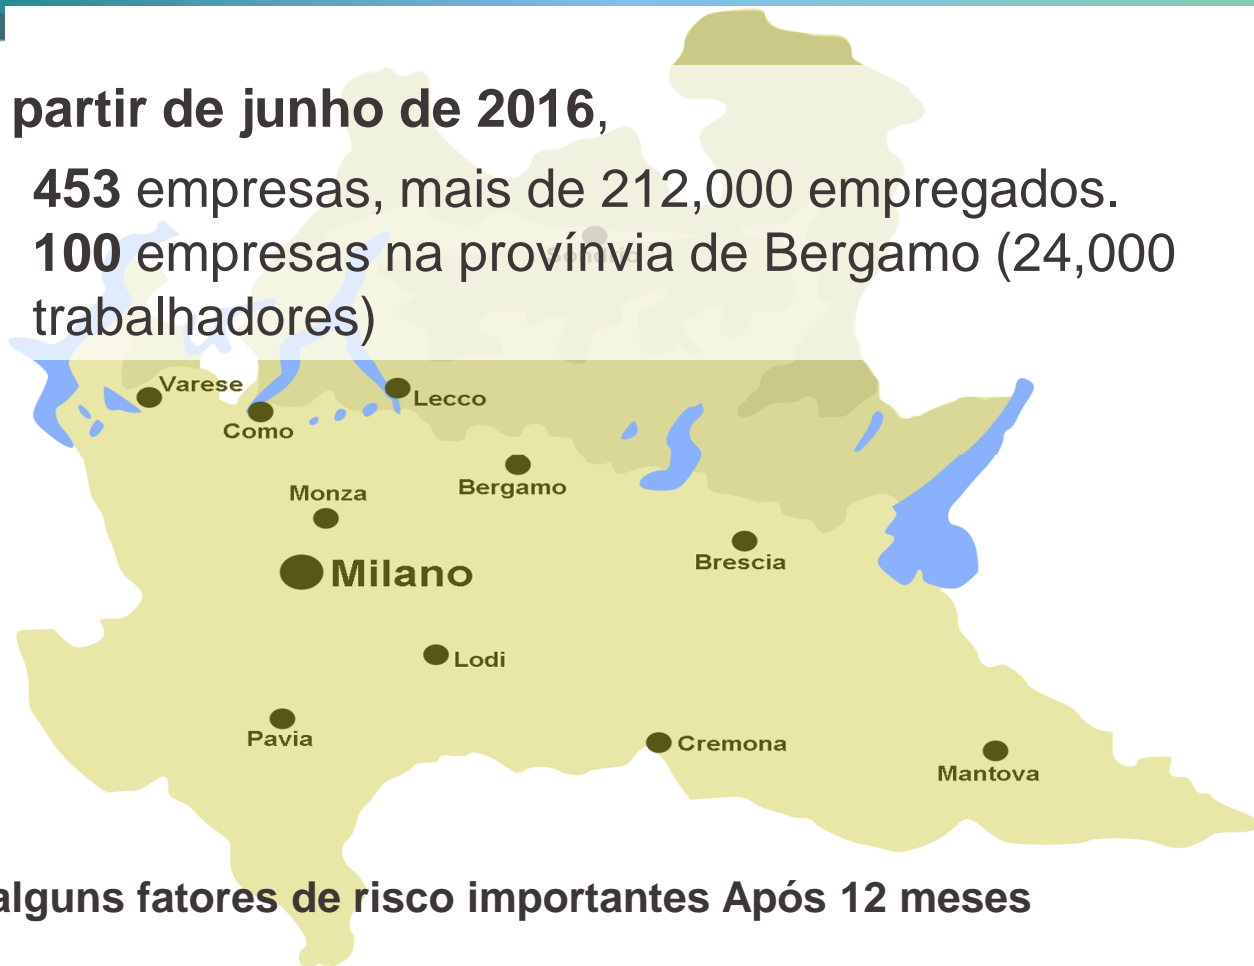 partir de junho de 2016,
453 empresas, mais de 212,000 empregados.
100 empresas na provínvia de Bergamo (24,000
trabalhadores)
Sondrio
Varese
Lecco
Como
Bergamo
Monza
Brescia
Milano
Lodi
Pavia
Cremona
Mantova
alguns fatores de risco importantes Após 12 meses